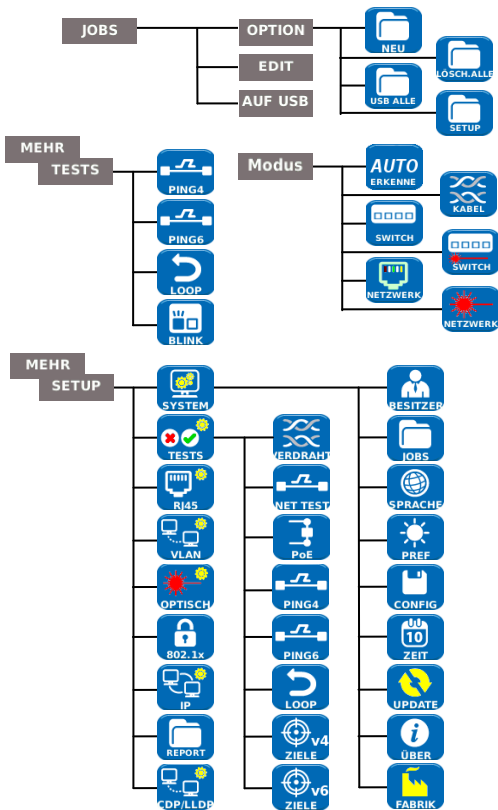 JOBS
OPTION
NEU
LÖSCH.ALLE
EDIT
USB ALLE
AUF USB
SETUP
MEHR
TESTS
PING4
PING6
LOOP
BLINK
Modus
AUTO
ERKENNE
KABEL
SWITCH
SWITCH
NETZWERK
NETZWERK
MEHR
SETUP
SYSTEM
TESTS
RJ45
VLAN
OPTISCH
802.1x
IP
REPORT
CDP/LLDP
VERDRAHT
NET TEST
PoE
PING4
PING6
LOOP
v4
ZIELE
v6
ZIELE
BESITZER
JOBS
SPRACHE
PREF
CONFIG
10
ZEIT
UPDATE
i
ÜBER
FABRIK